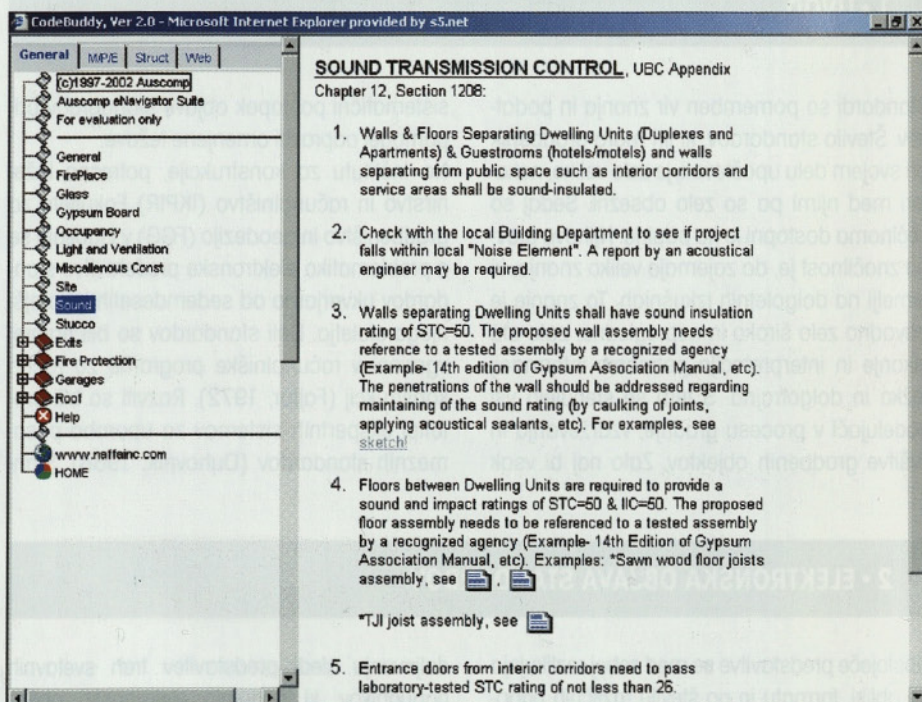 CodeBuddy, Ver 2.0 - Microsoft Internet Explorer provided by s5.net
General M/P/E Struct Web
(c)1997-2002 Auscomp
Auscomp eNavigator Suite
For evaluation only
General
FirePlace
Glass
Gypsum Board
Occupancy
Light and Ventilation
Miscellenous Const
Site
Sound
Stucco
Exits
Fire Protection
Garages
Roof
Help
www.naffainc.com
HOME
SOUND TRANSMISSION CONTROL, UBC Appendix
Chapter 12, Section 1208:
1. Walls & Floors Separating Dwelling Units (Duplexes and
Apartments) & Guestrooms (hotels/motels) and walls
separating from public space such as interior corridors and
service areas shall be sound-insulated.
2. Check with the local Building Department to see if project
falls within local "Noise Element". A report by an acoustical
engineer may be required.
3. Walls separating Dwelling Units shall have sound insulation
rating of STC=50. The proposed wall assembly needs
reference to a tested assembly by a recognized agency
(Example- 14th edition of Gypsum Association Manual, etc).
The penetrations of the wall should be addressed regarding
maintaining of the sound rating (by caulking of joints,
applying acoustical sealants, etc). For examples, see
sketch!
4. Floors between Dwelling Units are required to provide a
sound and impact ratings of STC=50 & IIC=50. The proposed
floor assembly needs to be referenced to a tested assembly
by a recognized agency (Example- 14th Edition of Gypsum
Association Manual, etc). Examples: *Sawn wood floor joists
assembly, see
*TJI joist assembly, see
5. Entrance doors from interior corridors need to pass
laboratory-tested STC rating of not less than 26.